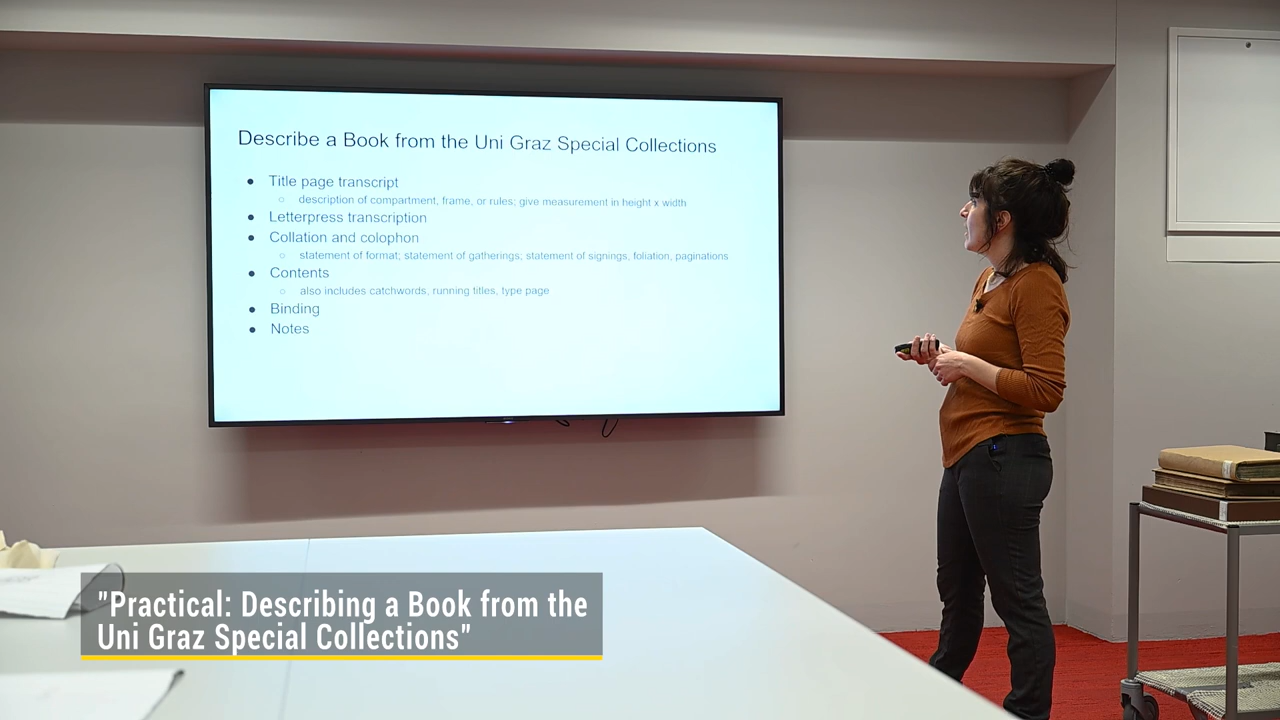 Describe a Book from the Uni Graz Special Collections
● Title page transcript
○ description of compartment, frame, or rules; give measurement in height x width
● Letterpress transcription
● Collation and colophon
○ statement of format; statement of gatherings; statement of signings, foliation, paginations
● Contents
○ also includes catchwords, running titles, type page
● Binding
● Notes
"Practical: Describing a Book from the
Uni Graz Special Collections"